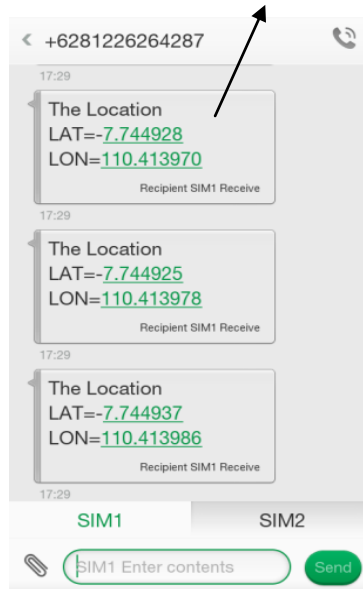 +6281226264287
17:29
The Location
LAT=-7.744928
LON=110.413970
Recipient SIM1 Receive
17:29
The Location
LAT=-7.744925
LON=110.413978
Recipient SIM1 Receive
17:29
The Location
LAT=-7.744937
LON=110.413986
Recipient SIM1 Receive
17:29
SIM1 SIM2
SIM1 Enter contents Send